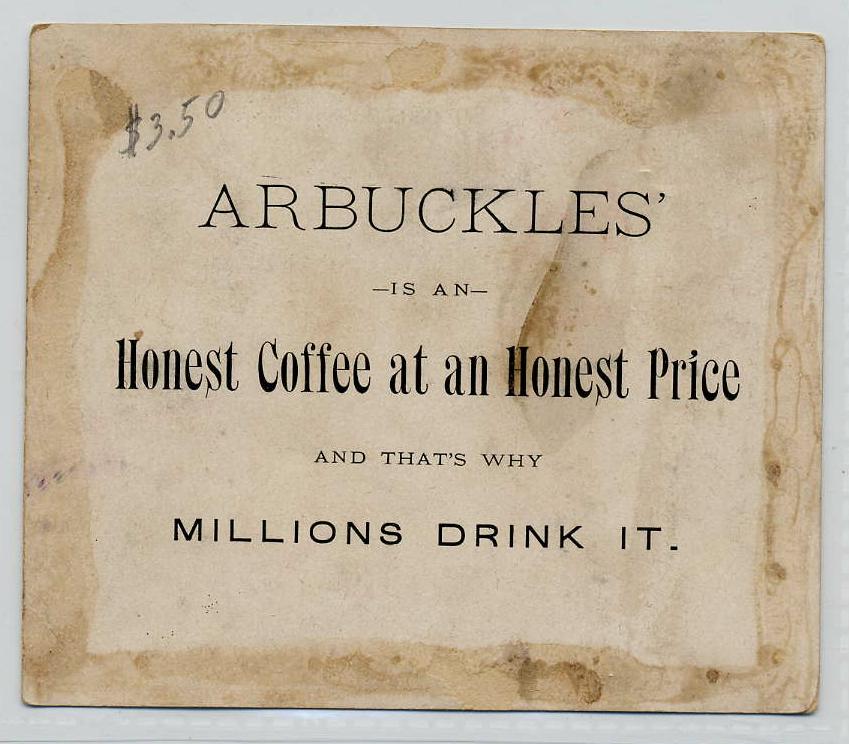 $3.50
ARBUCKLES'
—IS AN—
Honest Coffee at an Honest Price
AND THAT'S WHY
MILLIONS DRINK IT.